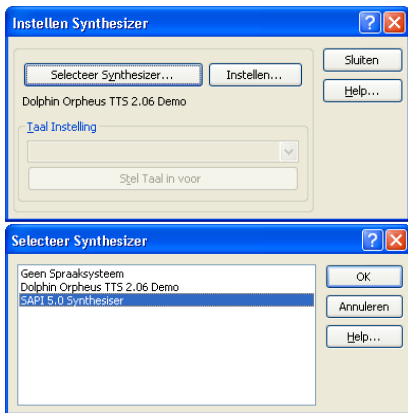 Instellen Synthesizer
Selecteer Synthesizer... Instellen... Sluiten
Help...
Dolphin Orpheus TTS 2.06 Demo
Taal Instelling
Stel Taal in voor
Selecteer Synthesizer
Geen Spraaksysteem
Dolphin Orpheus TTS 2.06 Demo
SAPI 5.0 Synthesiser
OK
Annuleren
Help...